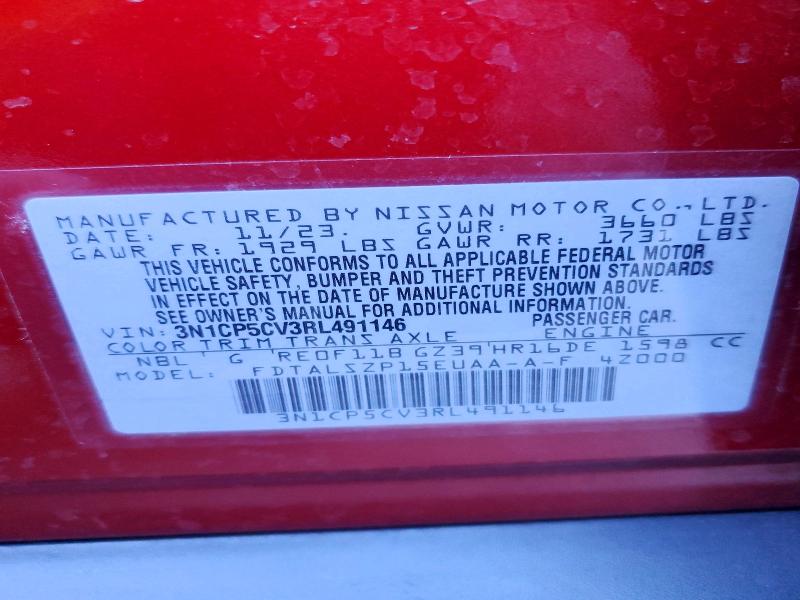 MANUFACTURED BY NISSAN MOTOR CO.,LTD.
DATE: 11/23. GVWR: 3660 LBS
GAWR FR: 1929 LBS GAWR RR: 1731 LBS
THIS VEHICLE CONFORMS TO ALL APPLICABLE FEDERAL MOTOR
VEHICLE SAFETY, BUMPER AND THEFT PREVENTION STANDARDS
IN EFFECT ON THE DATE OF MANUFACTURE SHOWN ABOVE.
SEE OWNER'S MANUAL FOR ADDITIONAL INFORMATION.
VIN: 3N1CP5CV3RL491146 PASSENGER CAR.
COLOR TRIM TRANS AXLE ENGINE
NBL G RE0F11B GZ39 HR16DE 1598 CC
MODEL: FDTALSZP15EUAA-A-F 4Z000
3N1CP5CV3RL491146